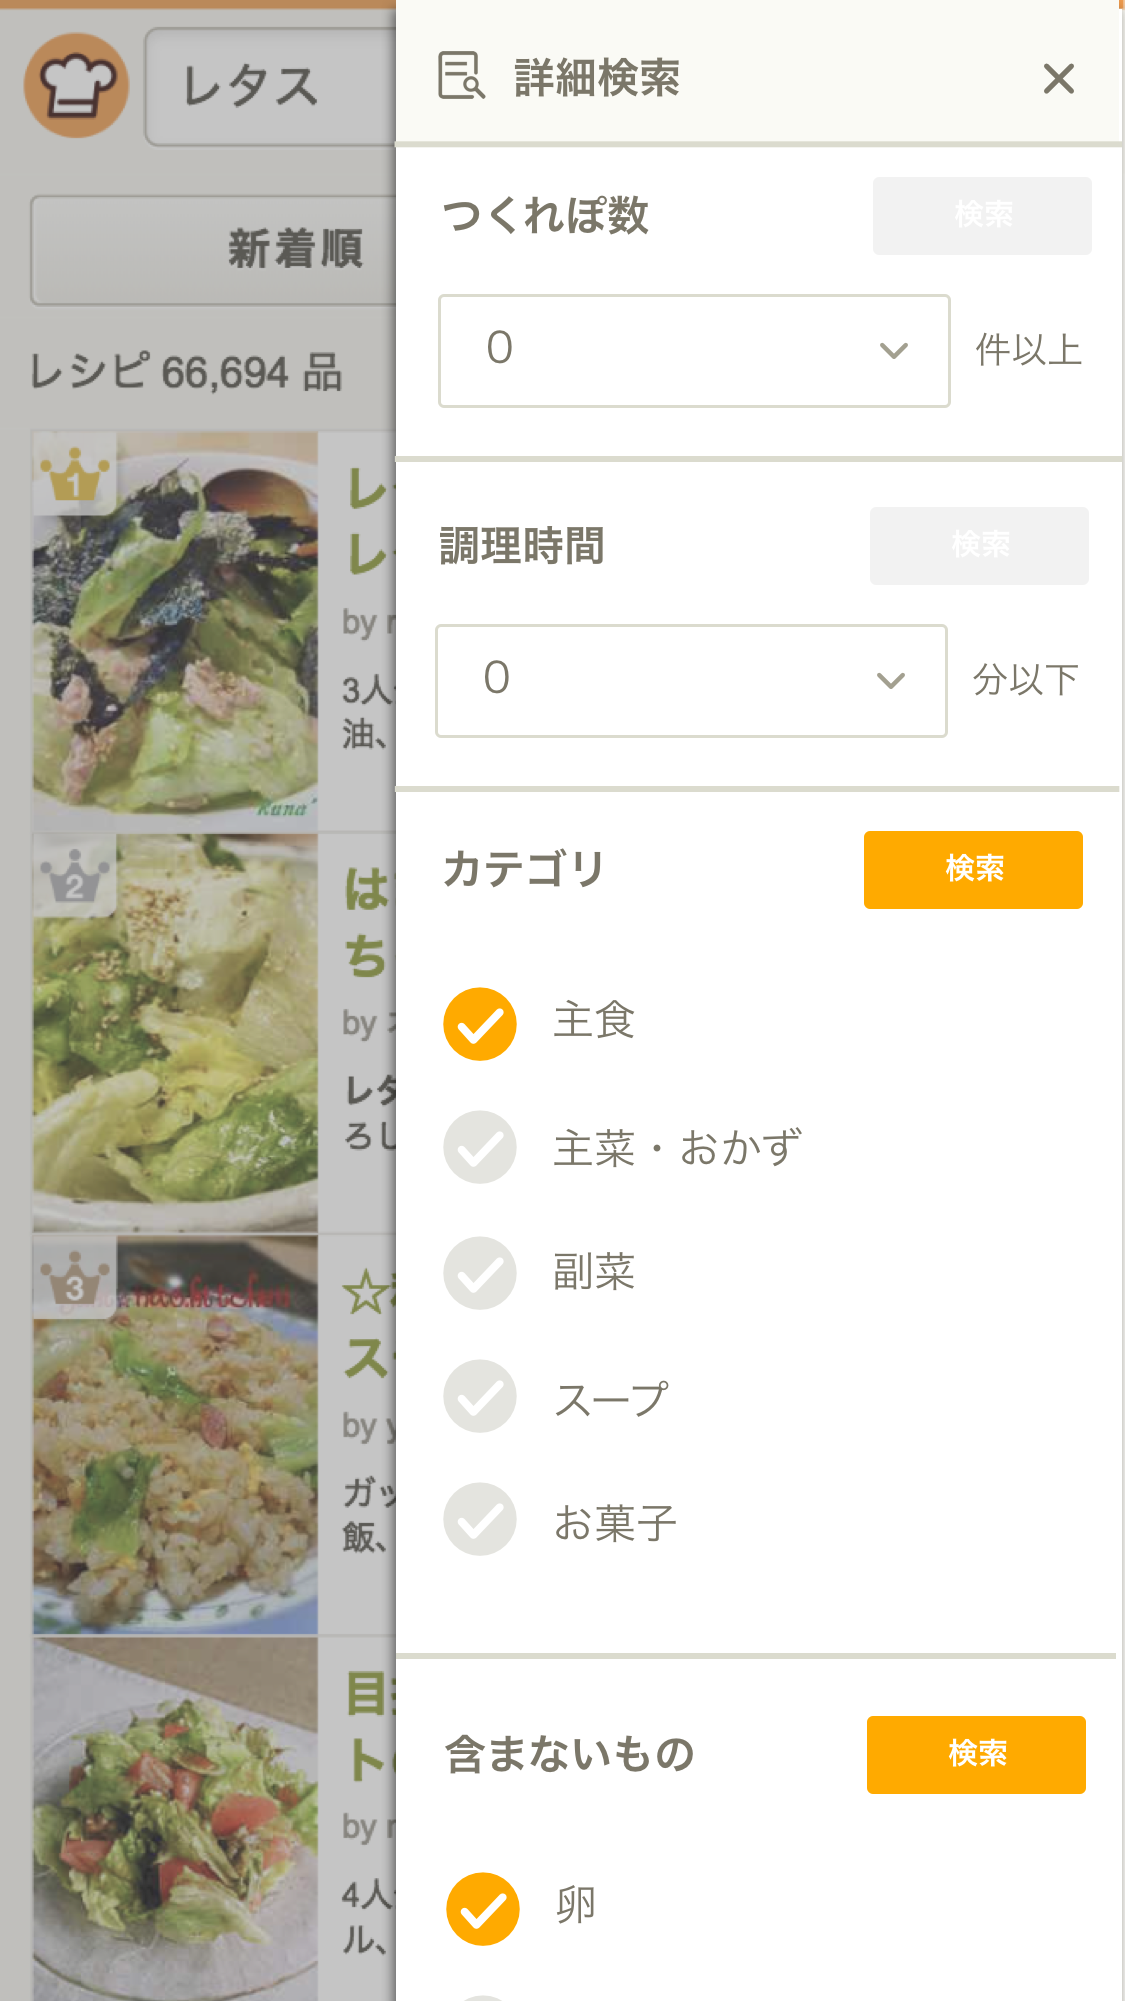 レタス
新着順
レシピ 66,694 品
1
レ
レ
by
3人
油、
Runa
2
は
ち
by
レタ
ろし
3
☆
ス
by y
ガッ
飯、
目
ト
by
4人
ル、
詳細検索
つくれぽ数
検索
0
件以上
調理時間
検索
0
分以下
カテゴリ
検索
主食
主菜・おかず
副菜
スープ
お菓子
含まないもの
検索
卵